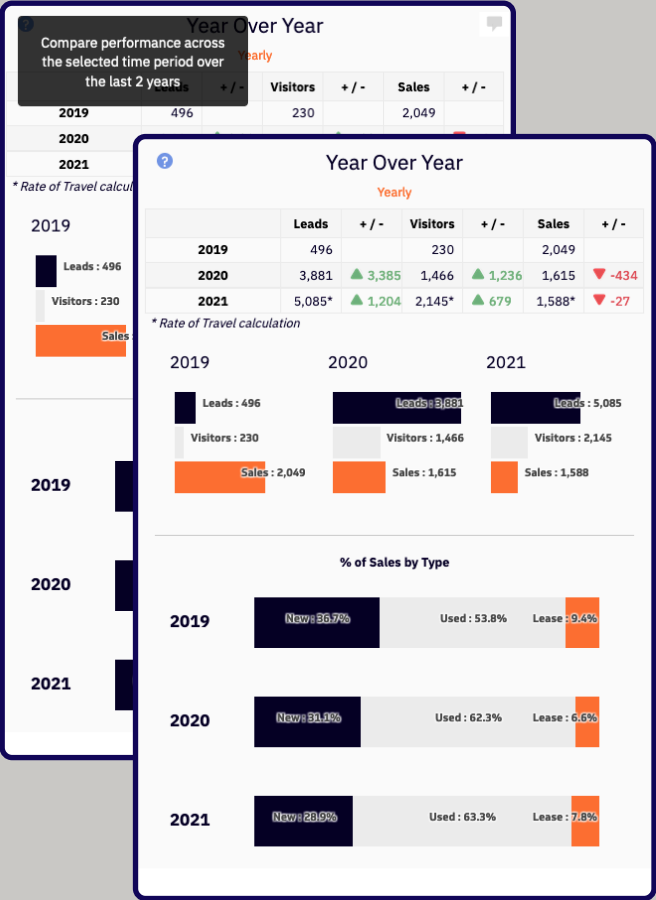 Year Over Year
Compare performance across
the selected time period over
the last 2 years
Yearly
Leads + / - Visitors + / - Sales + / -
2019 496 230 2,049
2020
2021
* Rate of Travel calcul
2019
Leads : 496
Visitors : 230
Sales :
2019
2020
2021
?
Year Over Year
Yearly
Leads + / - Visitors + / - Sales + / -
2019 496 230 2,049
2020 3,881 ▲ 3,385 1,466 ▲ 1,236 1,615 ▼ -434
2021 5,085* ▲ 1,204 2,145* ▲ 679 1,588* ▼ -27
* Rate of Travel calculation
2019 2020 2021
Leads : 496 Leads : 3,881 Leads : 5,085
Visitors : 230 Visitors : 1,466 Visitors : 2,145
Sales : 2,049 Sales : 1,615 Sales : 1,588
% of Sales by Type
2019 New : 36.7% Used : 53.8% Lease : 9.4%
2020 New : 31.1% Used : 62.3% Lease : 6.6%
2021 New : 28.9% Used : 63.3% Lease : 7.8%